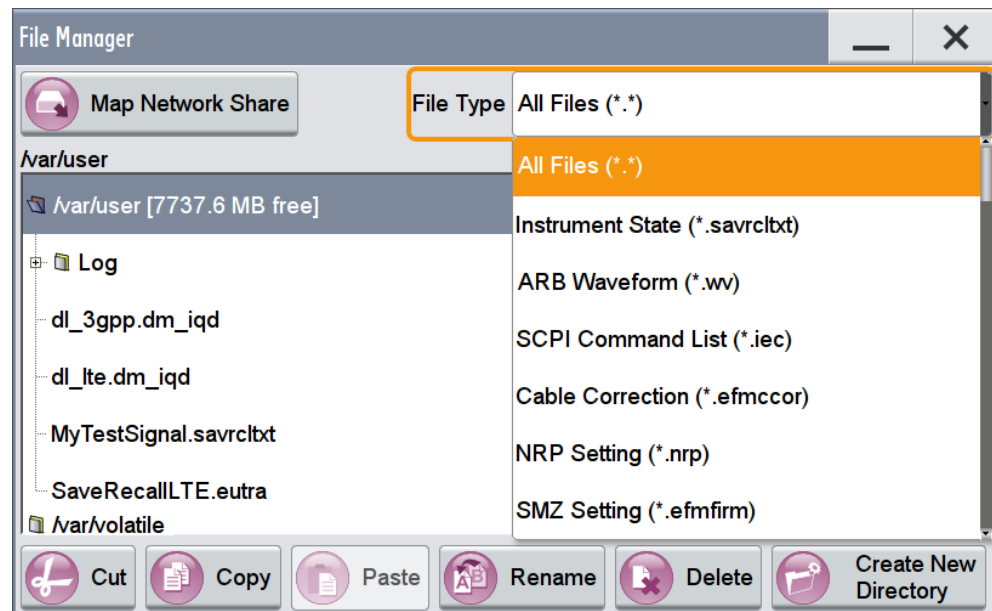 File Manager
Map Network Share
File Type
All Files (*.*)
/var/user
All Files (*.*)
/var/user [7737.6 MB free]
Instrument State (*.savrcltxt)
Log
ARB Waveform (*.wv)
dl_3gpp.dm_iqd
SCPI Command List (*.iec)
dl_lte.dm_iqd
Cable Correction (*.efmccor)
MyTestSignal.savrcltxt
NRP Setting (*.nrp)
SaveRecallLTE.eutra
SMZ Setting (*.efmfirm)
/var/volatile
Cut
Copy
Paste
A B
Rename
Delete
Create New
Directory